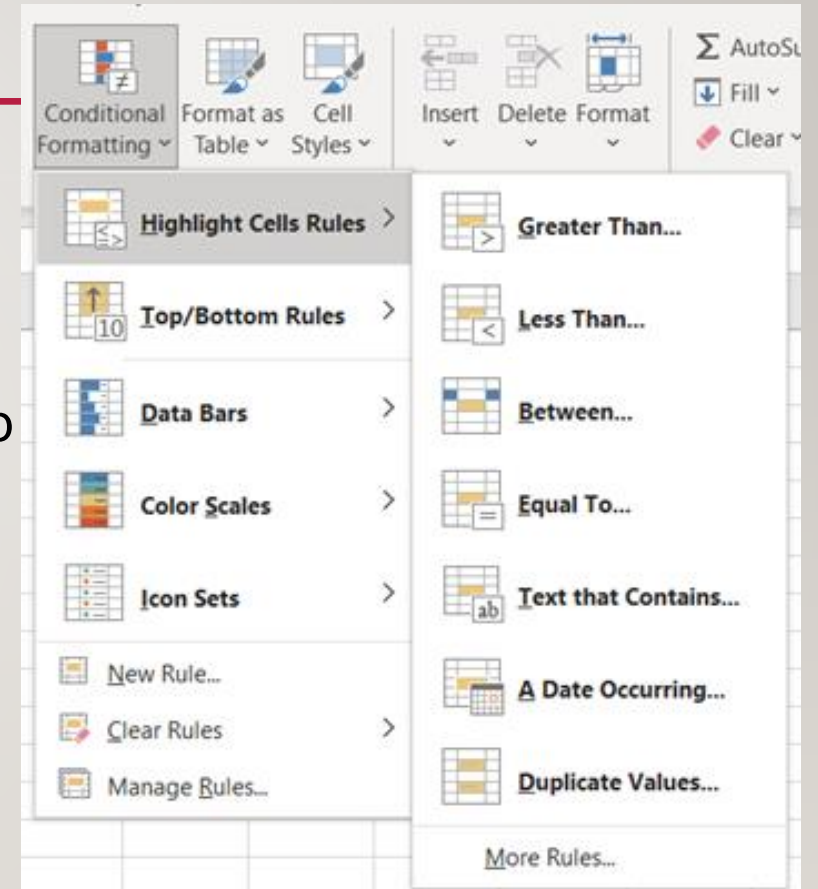 Conditional Formatting
Format as Table
Cell Styles
Insert
Delete
Format
Σ AutoSu
Fill
Clear
Highlight Cells Rules
Top/Bottom Rules
10
Data Bars
Color Scales
Icon Sets
New Rule...
Clear Rules
Manage Rules...
Greater Than...
Less Than...
Between...
Equal To...
ab
Text that Contains...
A Date Occurring...
Duplicate Values...
More Rules...